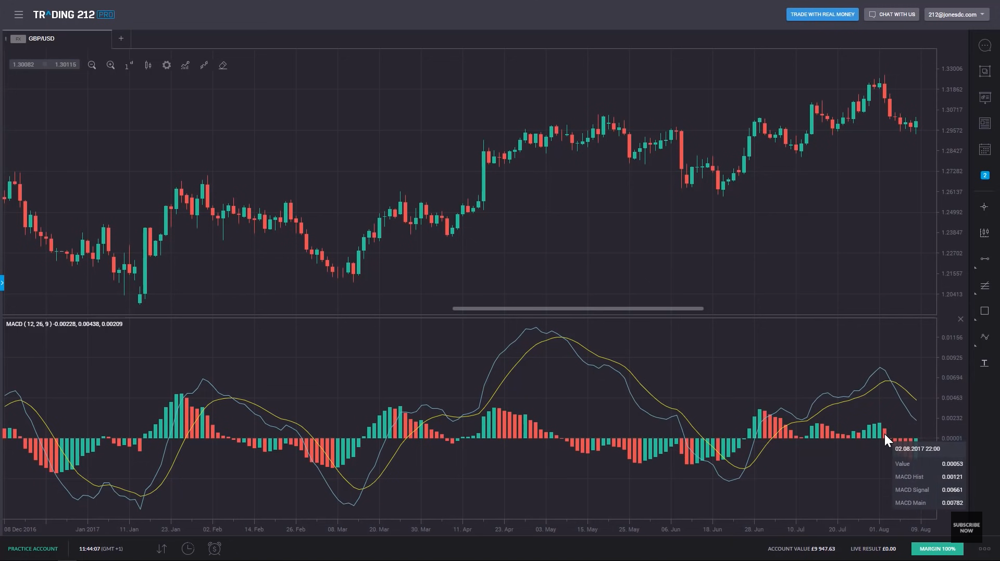 TRADING 212 PRO
TRADE WITH REAL MONEY
CHAT WITH US
212@jonesdc.com
FX GBP/USD
+
1.30082 1.30115
1 d
1.33006
1.31862
1.30717
1.29572
1.28427
1.27282
1.26137
1.24992
1.23847
1.22702
1.21557
1.20413
2
MACD ( 12, 26, 9 ) -0.00228, 0.00438, 0.00209
0.01156
0.00925
0.00694
0.00463
0.00232
0.00001
02.08.2017 22:00
Value 0.00053
MACD Hist 0.00121
MACD Signal 0.00661
MACD Main 0.00782
08 Dec 2016 Jan 2017 11. Jan 23. Jan 02. Feb 14. Feb 26. Feb 08. Mar 20. Mar 30. Mar 11. Apr 23. Apr 03. May 15. May 25. May 06. Jun 18. Jun 28. Jun 10. Jul 20. Jul 01. Aug 09. Aug
SUBSCRIBE
NOW
PRACTICE ACCOUNT
11:44:07 (GMT +1)
ACCOUNT VALUE £9 947.63
LIVE RESULT £0.00
MARGIN 100%